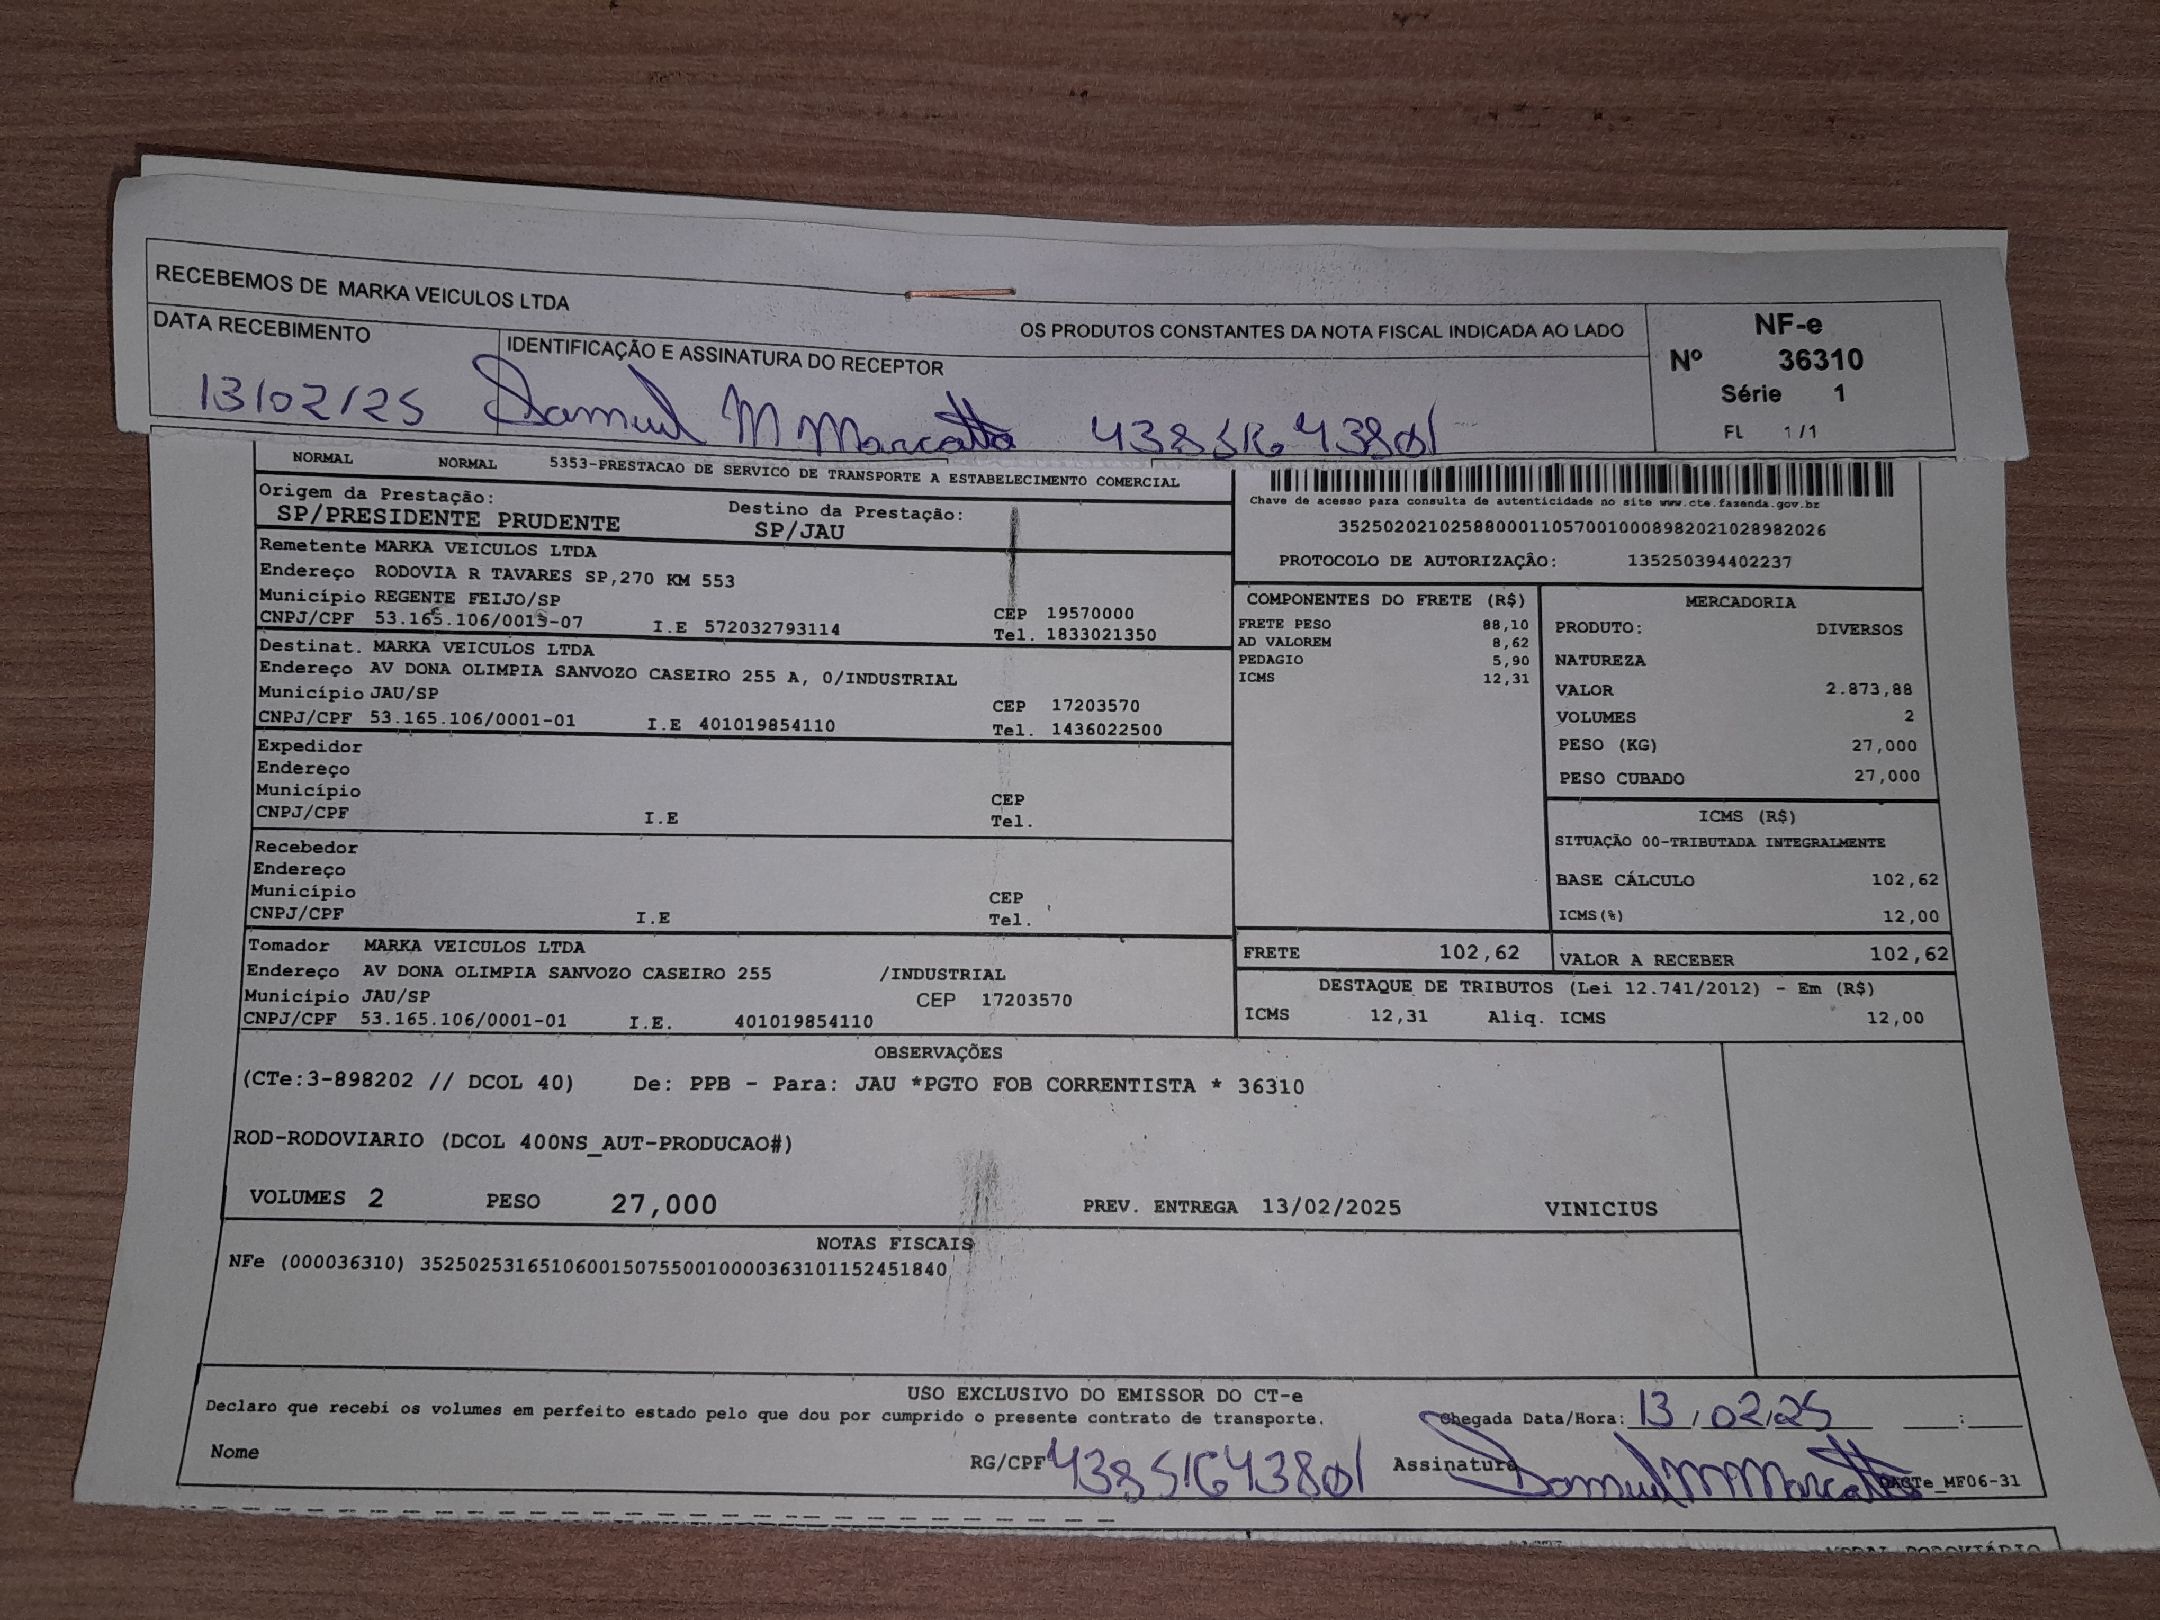 RECEBEMOS DE MARKA VEICULOS LTDA
OS PRODUTOS CONSTANTES DA NOTA FISCAL INDICADA AO LADO
DATA RECEBIMENTO
IDENTIFICAÇÃO E ASSINATURA DO RECEPTOR
13/02/25 Samuel M Marcatto 43851643801
NF-e
Nº 36310
Série 1
FL 1/1
NORMAL NORMAL 5353-PRESTACAO DE SERVICO DE TRANSPORTE A ESTABELECIMENTO COMERCIAL
Origem da Prestação: Destino da Prestação:
SP/PRESIDENTE PRUDENTE SP/JAU
Remetente MARKA VEICULOS LTDA
Endereço RODOVIA R TAVARES SP,270 KM 553
Município REGENTE FEIJO/SP CEP 19570000
CNPJ/CPF 53.165.106/0015-07 I.E 572032793114 Tel. 1833021350
Destinat. MARKA VEICULOS LTDA
Endereço AV DONA OLIMPIA SANVOZO CASEIRO 255 A, 0/INDUSTRIAL
Município JAU/SP CEP 17203570
CNPJ/CPF 53.165.106/0001-01 I.E 401019854110 Tel. 1436022500
Expedidor
Endereço
Município CEP
CNPJ/CPF I.E Tel.
Recebedor
Endereço
Município CEP
CNPJ/CPF I.E Tel.
Tomador MARKA VEICULOS LTDA
Endereço AV DONA OLIMPIA SANVOZO CASEIRO 255 /INDUSTRIAL
Município JAU/SP CEP 17203570
CNPJ/CPF 53.165.106/0001-01 I.E. 401019854110
Chave de acesso para consulta de autenticidade no site www.cte.fazenda.gov.br
35250202102588000110570010008982021028982026
PROTOCOLO DE AUTORIZAÇÃO: 135250394402237
COMPONENTES DO FRETE (R$)
FRETE PESO 88,10
AD VALOREM 8,62
PEDAGIO 5,90
ICMS 12,31
MERCADORIA
PRODUTO: DIVERSOS
NATUREZA
VALOR 2.873,88
VOLUMES 2
PESO (KG) 27,000
PESO CUBADO 27,000
ICMS (R$)
SITUAÇÃO 00-TRIBUTADA INTEGRALMENTE
BASE CÁLCULO 102,62
ICMS(%) 12,00
FRETE 102,62 VALOR A RECEBER 102,62
DESTAQUE DE TRIBUTOS (Lei 12.741/2012) - Em (R$)
ICMS 12,31 Aliq. ICMS 12,00
OBSERVAÇÕES
(CTe:3-898202 // DCOL 40) De: PPB - Para: JAU *PGTO FOB CORRENTISTA * 36310
ROD-RODOVIARIO (DCOL 400NS_AUT-PRODUCAO#)
VOLUMES 2 PESO 27,000 PREV. ENTREGA 13/02/2025 VINICIUS
NOTAS FISCAIS
NFe (000036310) 35250253165106001507550010000363101152451840
USO EXCLUSIVO DO EMISSOR DO CT-e
Declaro que recebi os volumes em perfeito estado pelo que dou por cumprido o presente contrato de transporte. Chegada Data/Hora: 13/02/25 :
Nome RG/CPF 43851643801 Assinatura Samuel M Marcatto DACTe_MF06-31